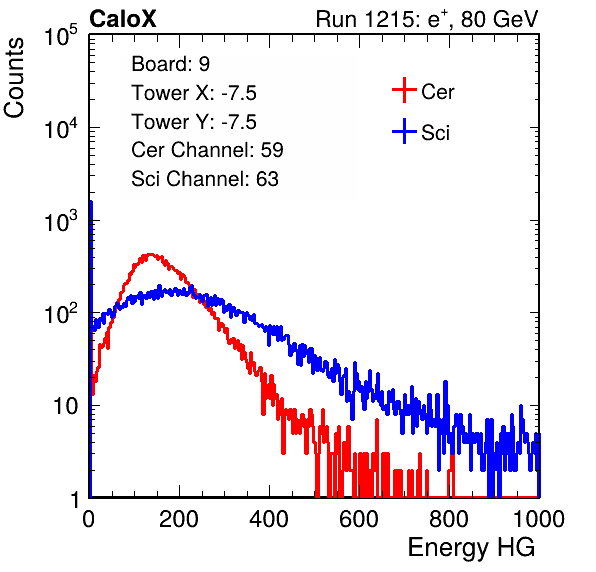 CaloX Run 1215: e⁺, 80 GeV
Counts
10⁵
10⁴
10³
10²
10
1
Board: 9
Tower X: -7.5
Tower Y: -7.5
Cer Channel: 59
Sci Channel: 63
Cer
Sci
0 200 400 600 800 1000
Energy HG